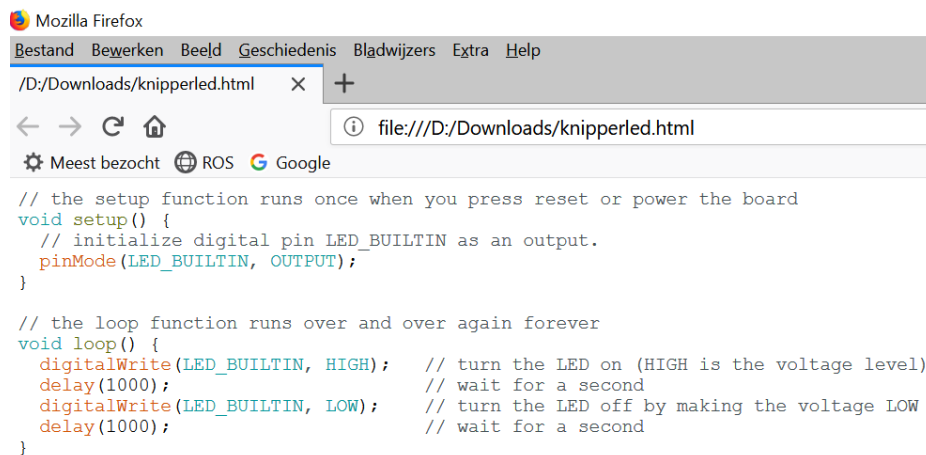 Mozilla Firefox
Bestand Bewerken Beeld Geschiedenis Bladwijzers Extra Help
/D:/Downloads/knipperled.html
file:///D:/Downloads/knipperled.html
Meest bezocht ROS Google
// the setup function runs once when you press reset or power the board
void setup() {
  // initialize digital pin LED_BUILTIN as an output.
  pinMode(LED_BUILTIN, OUTPUT);
}

// the loop function runs over and over again forever
void loop() {
  digitalWrite(LED_BUILTIN, HIGH);   // turn the LED on (HIGH is the voltage level)
  delay(1000);                       // wait for a second
  digitalWrite(LED_BUILTIN, LOW);    // turn the LED off by making the voltage LOW
  delay(1000);                       // wait for a second
}